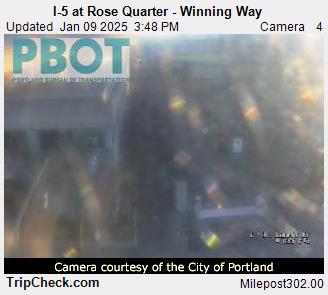 I-5 at Rose Quarter - Winning Way
Updated Jan 09 2025 3:48 PM Camera 4
PBOT
PORTLAND BUREAU OF TRANSPORTATION
Camera courtesy of the City of Portland
TripCheck.com Milepost302.00